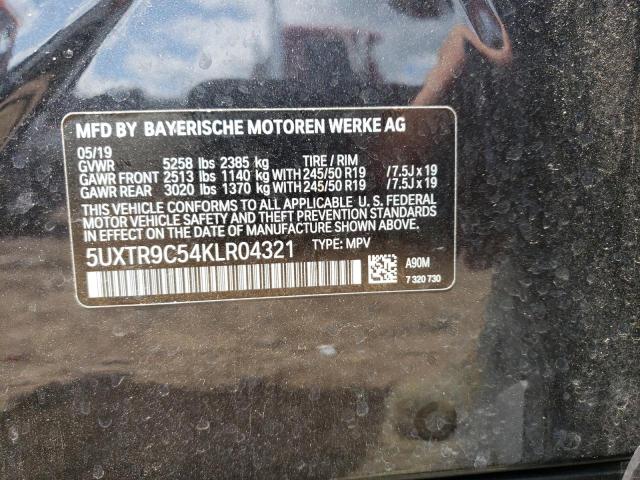 MFD BY BAYERISCHE MOTOREN WERKE AG
05/19
GVWR 5258 lbs 2385 kg TIRE / RIM
GAWR FRONT 2513 lbs 1140 kg WITH 245/50 R19 /7.5J x 19
GAWR REAR 3020 lbs 1370 kg WITH 245/50 R19 /7.5J x 19
THIS VEHICLE CONFORMS TO ALL APPLICABLE U. S. FEDERAL
MOTOR VEHICLE SAFETY STANDARDS IN EFFECT ON THE DATE
OF MANUFACTURE SHOWN ABOVE.
5UXTR9C54KLR04321 TYPE: MPV
A90M
7 320 730